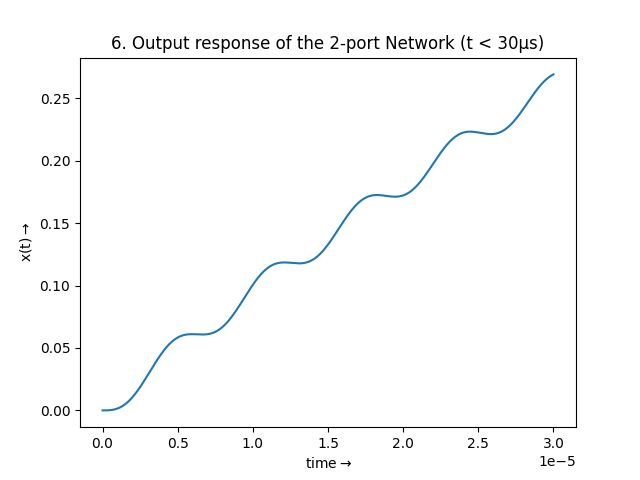 6. Output response of the 2-port Network (t < 30μs)
0.25
0.20
0.15
0.10
0.05
0.00
x(t)→
0.0 0.5 1.0 1.5 2.0 2.5 3.0
1e−5
time→